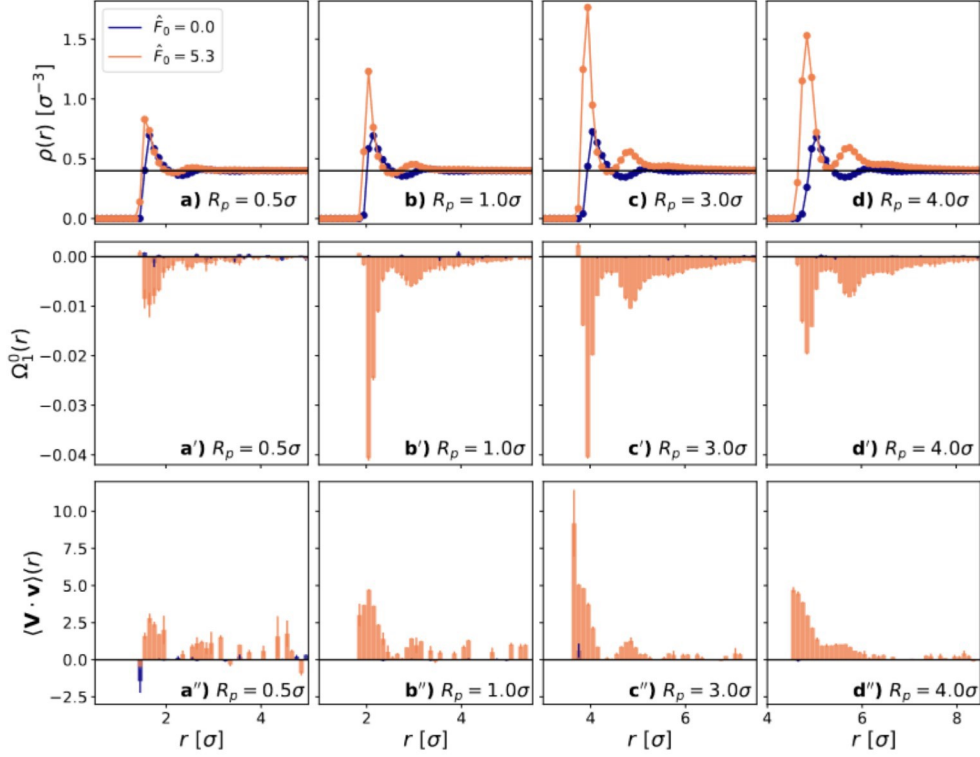 F̂₀ = 0.0
F̂₀ = 5.3
ρ(r) [σ⁻³]
1.5
1.0
0.5
0.0
a) Rₚ = 0.5σ
b) Rₚ = 1.0σ
c) Rₚ = 3.0σ
d) Rₚ = 4.0σ
Ω₁⁰(r)
0.00
−0.01
−0.02
−0.03
−0.04
a′) Rₚ = 0.5σ
b′) Rₚ = 1.0σ
c′) Rₚ = 3.0σ
d′) Rₚ = 4.0σ
⟨V · v⟩(r)
10.0
7.5
5.0
2.5
0.0
−2.5
a″) Rₚ = 0.5σ
b″) Rₚ = 1.0σ
c″) Rₚ = 3.0σ
d″) Rₚ = 4.0σ
2 4
2 4
4 6
4 6 8
r [σ]
r [σ]
r [σ]
r [σ]